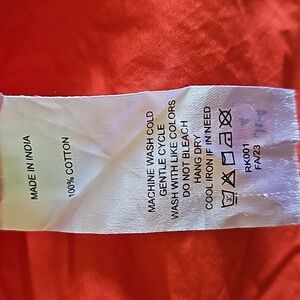 MADE IN INDIA
100% COTTON
MACHINE WASH COLD
GENTLE CYCLE
WASH WITH LIKE COLORS
DO NOT BLEACH
HANG DRY
COOL IRON IF IN NEED
RK001
FA/23